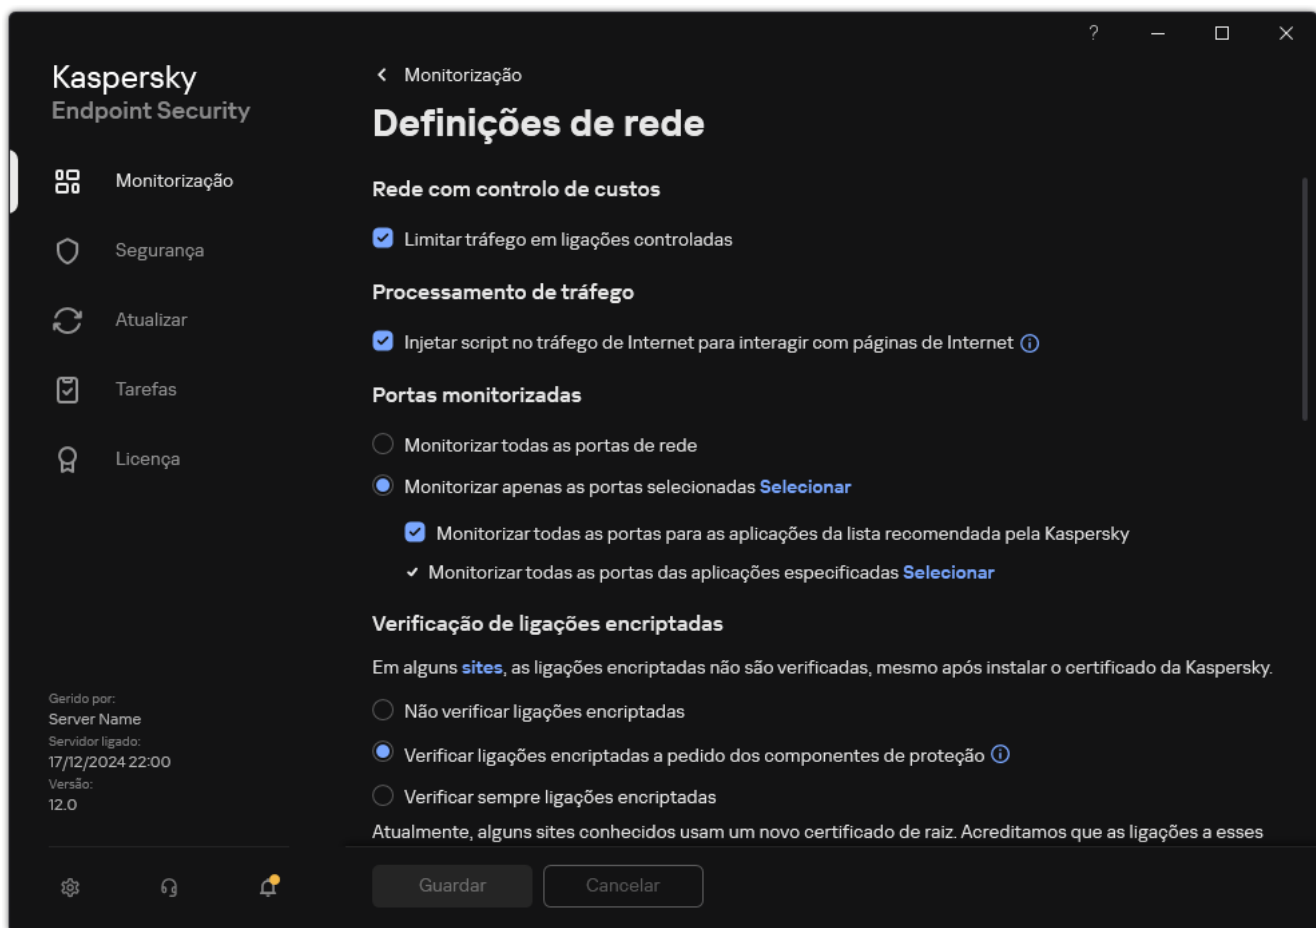 ?
Kaspersky
Endpoint Security
Monitorização
Segurança
Atualizar
Tarefas
Licença
Gerido por:
Server Name
Servidor ligado:
17/12/2024 22:00
Versão:
12.0
Monitorização
Definições de rede
Rede com controlo de custos
Limitar tráfego em ligações controladas
Processamento de tráfego
Injetar script no tráfego de Internet para interagir com páginas de Internet
Portas monitorizadas
Monitorizar todas as portas de rede
Monitorizar apenas as portas selecionadas Selecionar
Monitorizar todas as portas para as aplicações da lista recomendada pela Kaspersky
Monitorizar todas as portas das aplicações especificadas Selecionar
Verificação de ligações encriptadas
Em alguns sites, as ligações encriptadas não são verificadas, mesmo após instalar o certificado da Kaspersky.
Não verificar ligações encriptadas
Verificar ligações encriptadas a pedido dos componentes de proteção
Verificar sempre ligações encriptadas
Atualmente, alguns sites conhecidos usam um novo certificado de raiz. Acreditamos que as ligações a esses
Guardar
Cancelar